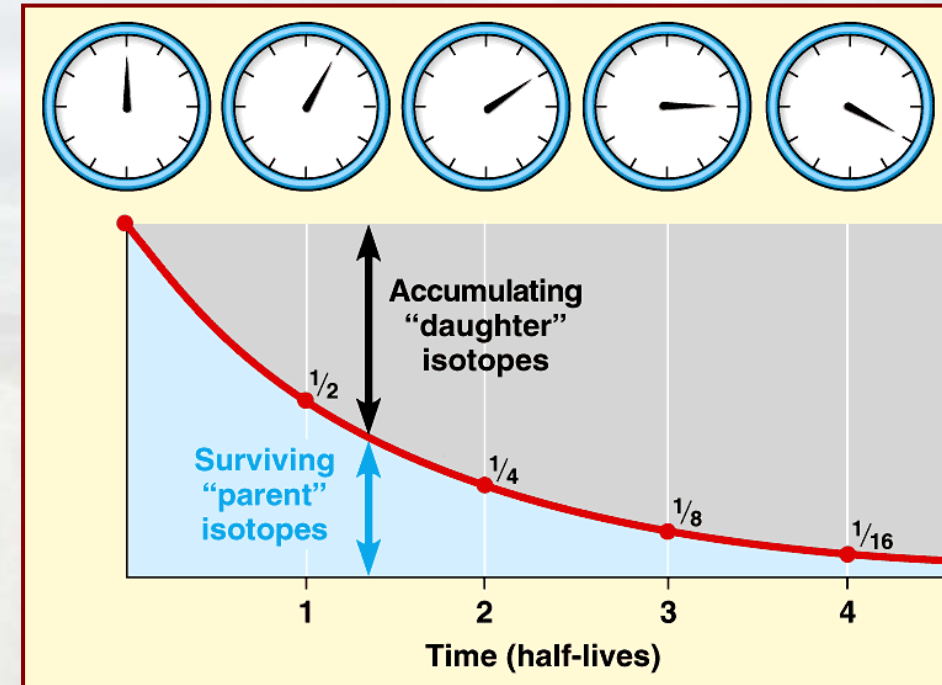 Accumulating
“daughter”
isotopes
1/2
Surviving
“parent”
isotopes
1/4
1/8
1/16
1
2
3
4
Time (half-lives)